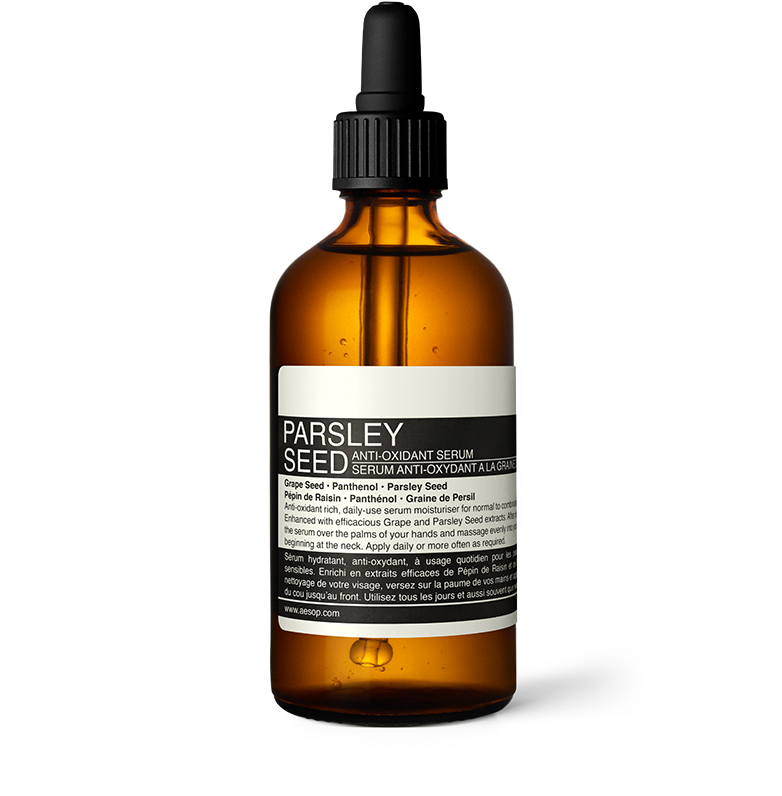 PARSLEY
SEED ANTI-OXIDANT SERUM
SERUM ANTI-OXYDANT A LA GRAINE
Grape Seed · Panthenol · Parsley Seed
Pépin de Raisin · Panthénol · Graine de Persil
Anti-oxidant rich, daily-use serum moisturiser for normal to
Enhanced with efficacious Grape and Parsley Seed extracts.
the serum over the palms of your hands and massage evenly into
beginning at the neck. Apply daily or more often as required.
Sérum hydratant, anti-oxydant, à usage quotidien pour les
sensibles. Enrichi en extraits efficaces de Pépin de Raisin et
nettoyage de votre visage, versez sur la paume de vos mains et
du cou jusqu'au front. Utilisez tous les jours et aussi souvent que
www.aesop.com